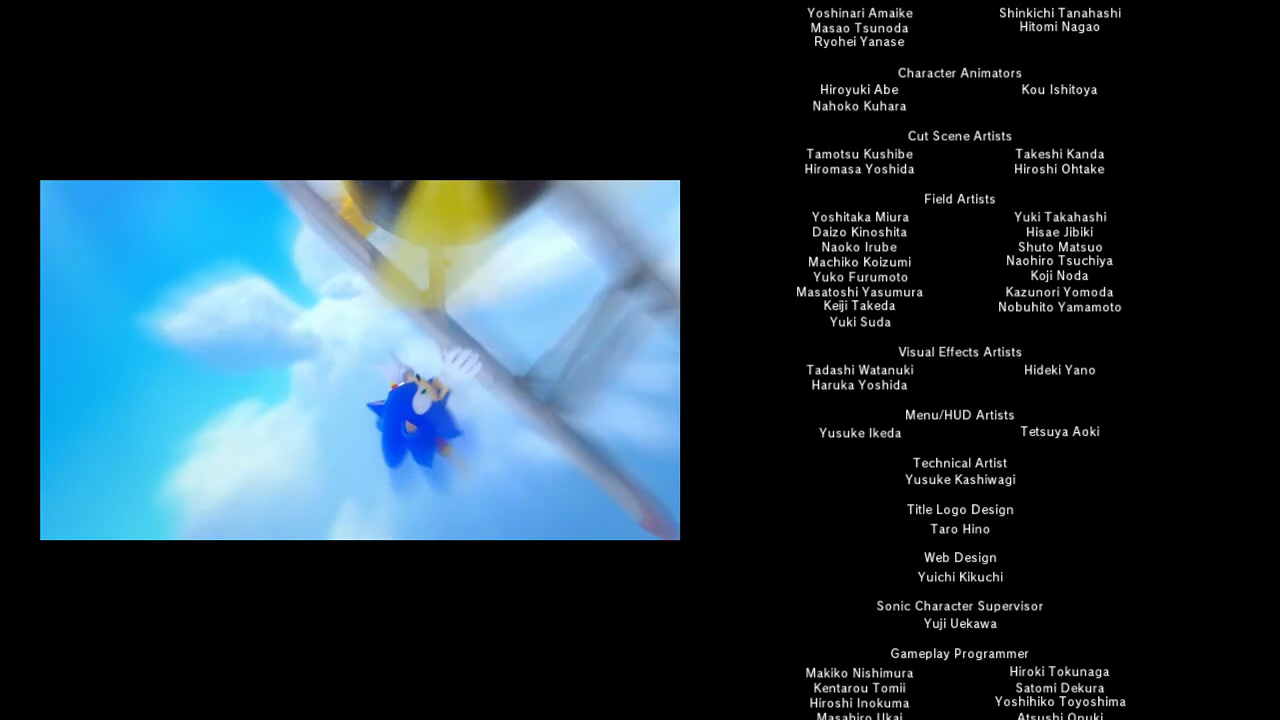 Yoshinari Amaike Shinkichi Tanahashi
Masao Tsunoda Hitomi Nagao
Ryohei Yanase
Character Animators
Hiroyuki Abe Kou Ishitoya
Nahoko Kuhara
Cut Scene Artists
Tamotsu Kushibe Takeshi Kanda
Hiromasa Yoshida Hiroshi Ohtake
Field Artists
Yoshitaka Miura Yuki Takahashi
Daizo Kinoshita Hisae Jibiki
Naoko Irube Shuto Matsuo
Machiko Koizumi Naohiro Tsuchiya
Yuko Furumoto Koji Noda
Masatoshi Yasumura Kazunori Yomoda
Keiji Takeda Nobuhito Yamamoto
Yuki Suda
Visual Effects Artists
Tadashi Watanuki Hideki Yano
Haruka Yoshida
Menu/HUD Artists
Yusuke Ikeda Tetsuya Aoki
Technical Artist
Yusuke Kashiwagi
Title Logo Design
Taro Hino
Web Design
Yuichi Kikuchi
Sonic Character Supervisor
Yuji Uekawa
Gameplay Programmer
Makiko Nishimura Hiroki Tokunaga
Kentarou Tomii Satomi Dekura
Hiroshi Inokuma Yoshihiko Toyoshima
Masahiro Ukai Atsushi Onuki